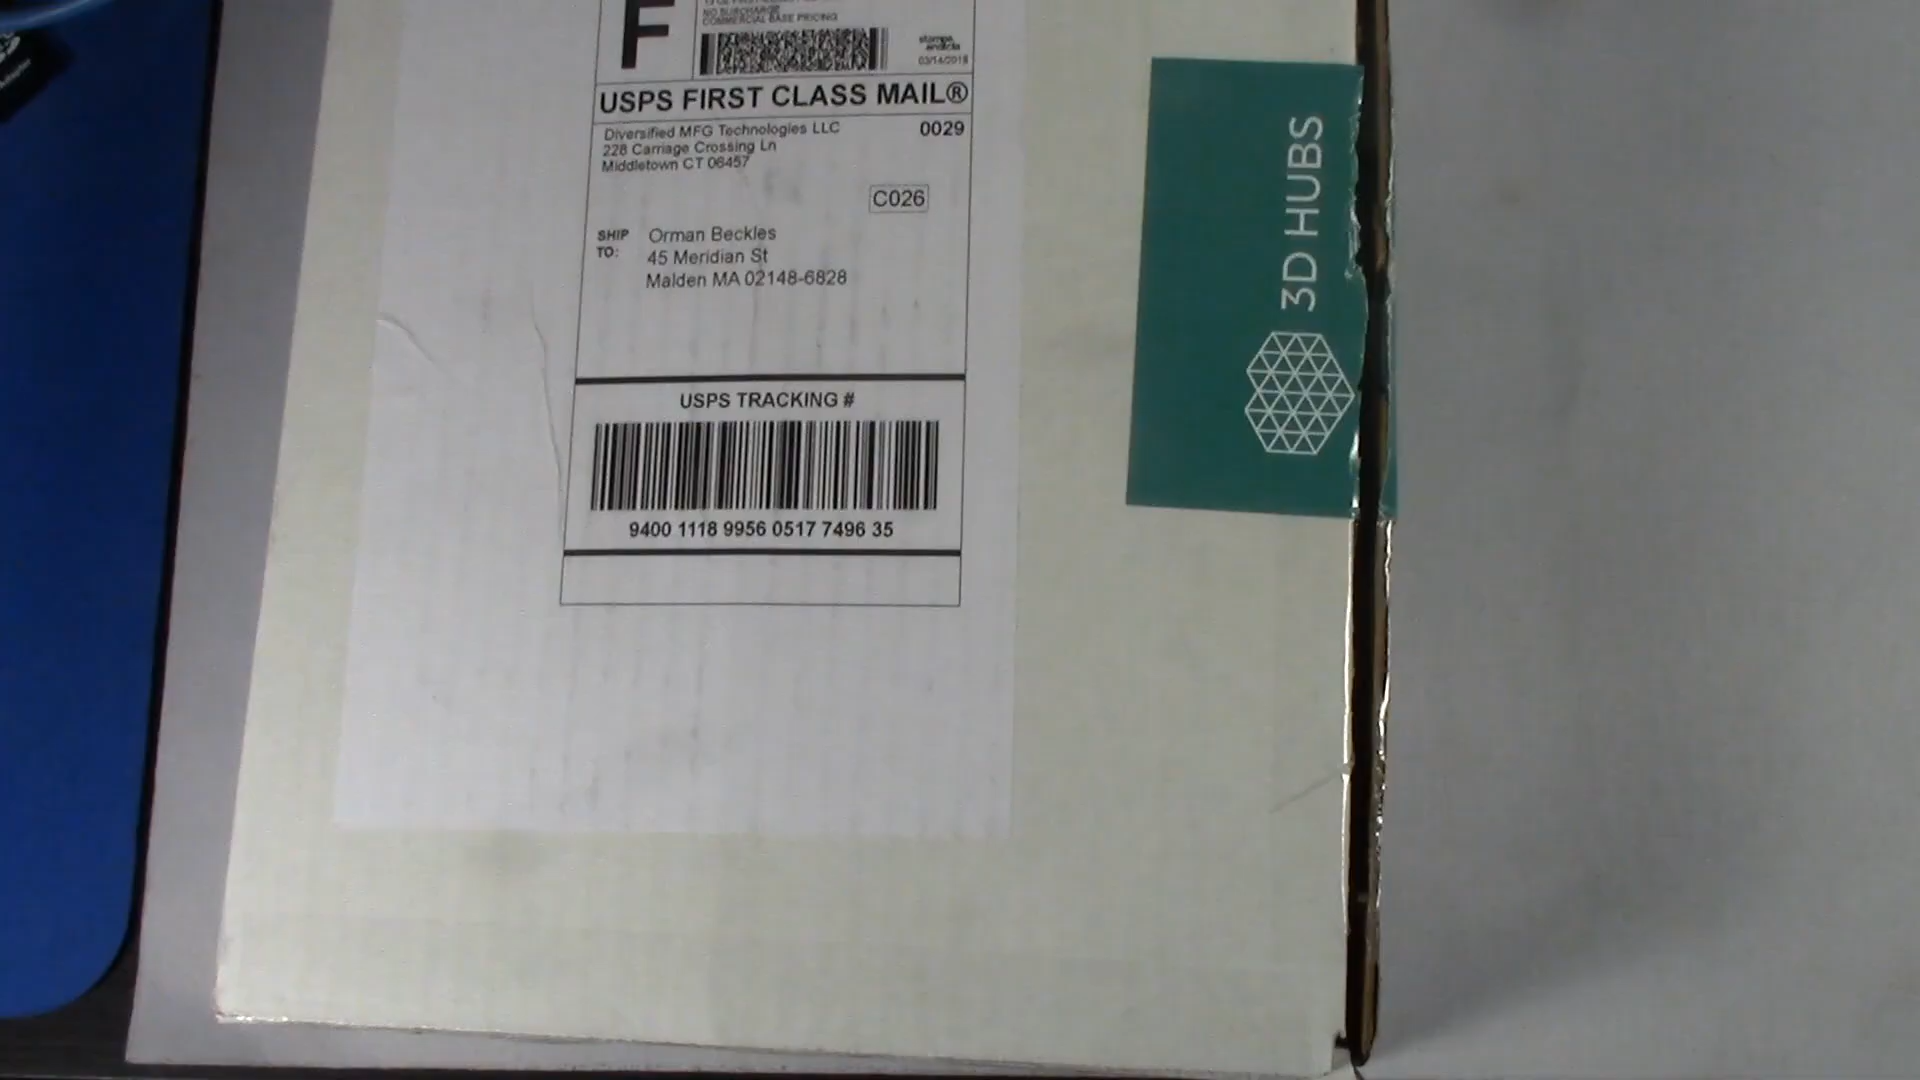 F
NO SURCHARGE
COMMERCIAL BASE PRICING
stamps
endicia
03/14/2018
USPS FIRST CLASS MAIL®
Diversified MFG Technologies LLC
0029
228 Carriage Crossing Ln
Middletown CT 06457
C026
SHIP
TO:
Orman Beckles
45 Meridian St
Malden MA 02148-6828
USPS TRACKING #
9400 1118 9956 0517 7496 35
3D HUBS